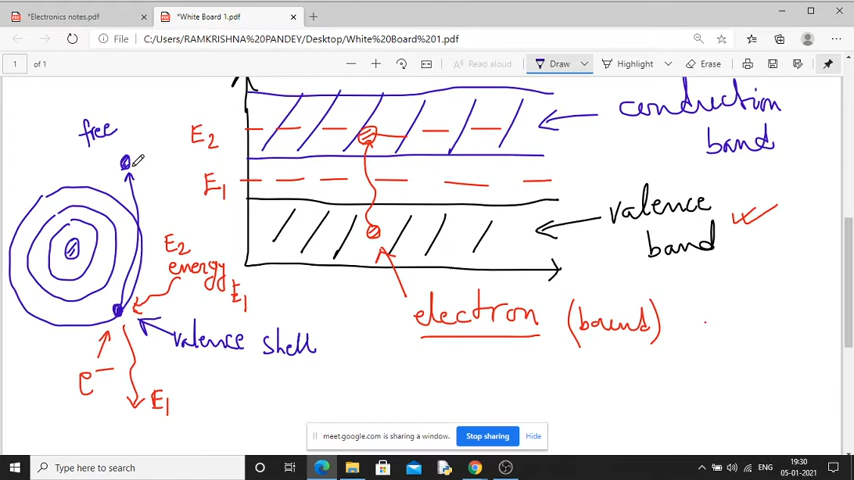 *Electronics notes.pdf
*White Board 1.pdf
File
C:/Users/RAMKRISHNA%20PANDEY/Desktop/White%20Board%201.pdf
1
of 1
Draw
Read aloud
Highlight
Erase
free
E2
E1
conduction
band
valence
band
E2
energy
E1
electron (bound)
valence shell
e-
E1
meet.google.com is sharing a window.
Stop sharing
Hide
Type here to search
ENG
19:30
05-01-2021